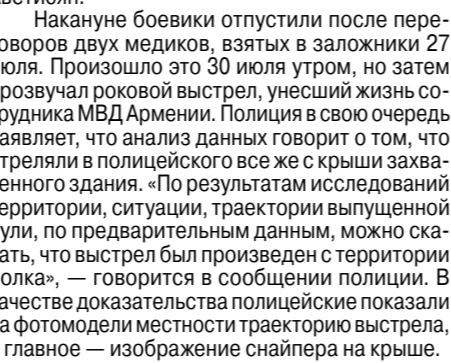 Накануне боевики отпустили после пере-
оворов двух медиков, взятых в заложники 27
юля. Произошло это 30 июля утром, но затем
розвучал роковой выстрел, унесший жизнь со-
рудника МВД Армении. Полиция в свою очередь
аявляет, что анализ данных говорит о том, что
треляли в полицейского все же с крыши захва-
енного здания. «По результатам исследований
ерритории, ситуации, траектории выпущенной
ули, по предварительным данным, можно ска-
ать, что выстрел был произведен с территории
олка», — говорится в сообщении полиции. В
ачестве доказательства полицейские показали
а фотомодели местности траекторию выстрела,
главное — изображение снайпера на крыше.